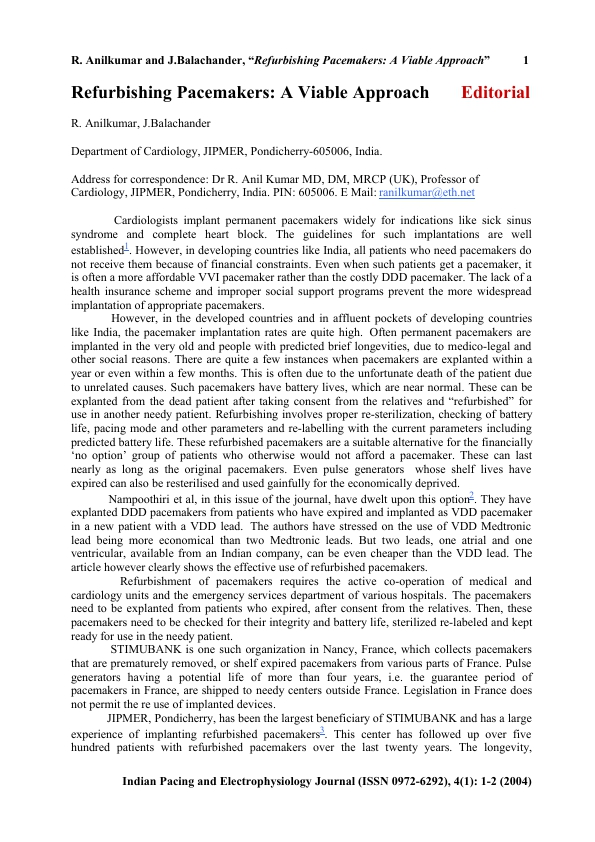 R. Anilkumar and J.Balachander, “Refurbishing Pacemakers: A Viable Approach” 1
Refurbishing Pacemakers: A Viable Approach Editorial
R. Anilkumar, J.Balachander
Department of Cardiology, JIPMER, Pondicherry-605006, India.
Address for correspondence: Dr R. Anil Kumar MD, DM, MRCP (UK), Professor of
Cardiology, JIPMER, Pondicherry, India. PIN: 605006. E Mail: ranilkumar@eth.net
Cardiologists implant permanent pacemakers widely for indications like sick sinus
syndrome and complete heart block. The guidelines for such implantations are well
established1. However, in developing countries like India, all patients who need pacemakers do
not receive them because of financial constraints. Even when such patients get a pacemaker, it
is often a more affordable VVI pacemaker rather than the costly DDD pacemaker. The lack of a
health insurance scheme and improper social support programs prevent the more widespread
implantation of appropriate pacemakers.
However, in the developed countries and in affluent pockets of developing countries
like India, the pacemaker implantation rates are quite high. Often permanent pacemakers are
implanted in the very old and people with predicted brief longevities, due to medico-legal and
other social reasons. There are quite a few instances when pacemakers are explanted within a
year or even within a few months. This is often due to the unfortunate death of the patient due
to unrelated causes. Such pacemakers have battery lives, which are near normal. These can be
explanted from the dead patient after taking consent from the relatives and “refurbished” for
use in another needy patient. Refurbishing involves proper re-sterilization, checking of battery
life, pacing mode and other parameters and re-labelling with the current parameters including
predicted battery life. These refurbished pacemakers are a suitable alternative for the financially
‘no option’ group of patients who otherwise would not afford a pacemaker. These can last
nearly as long as the original pacemakers. Even pulse generators whose shelf lives have
expired can also be resterilised and used gainfully for the economically deprived.
Nampoothiri et al, in this issue of the journal, have dwelt upon this option2. They have
explanted DDD pacemakers from patients who have expired and implanted as VDD pacemaker
in a new patient with a VDD lead. The authors have stressed on the use of VDD Medtronic
lead being more economical than two Medtronic leads. But two leads, one atrial and one
ventricular, available from an Indian company, can be even cheaper than the VDD lead. The
article however clearly shows the effective use of refurbished pacemakers.
Refurbishment of pacemakers requires the active co-operation of medical and
cardiology units and the emergency services department of various hospitals. The pacemakers
need to be explanted from patients who expired, after consent from the relatives. Then, these
pacemakers need to be checked for their integrity and battery life, sterilized re-labeled and kept
ready for use in the needy patient.
STIMUBANK is one such organization in Nancy, France, which collects pacemakers
that are prematurely removed, or shelf expired pacemakers from various parts of France. Pulse
generators having a potential life of more than four years, i.e. the guarantee period of
pacemakers in France, are shipped to needy centers outside France. Legislation in France does
not permit the re use of implanted devices.
JIPMER, Pondicherry, has been the largest beneficiary of STIMUBANK and has a large
experience of implanting refurbished pacemakers3. This center has followed up over five
hundred patients with refurbished pacemakers over the last twenty years. The longevity,
Indian Pacing and Electrophysiology Journal (ISSN 0972-6292), 4(1): 1-2 (2004)